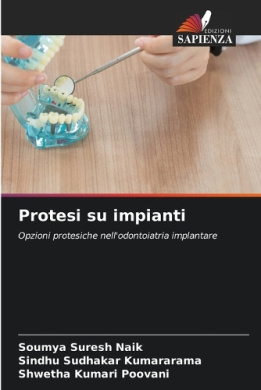 EDIZIONI
SAPIENZA
Protesi su impianti
Opzioni protesiche nell'odontoiatria implantare
Soumya Suresh Naik
Sindhu Sudhakar Kumararama
Shwetha Kumari Poovani